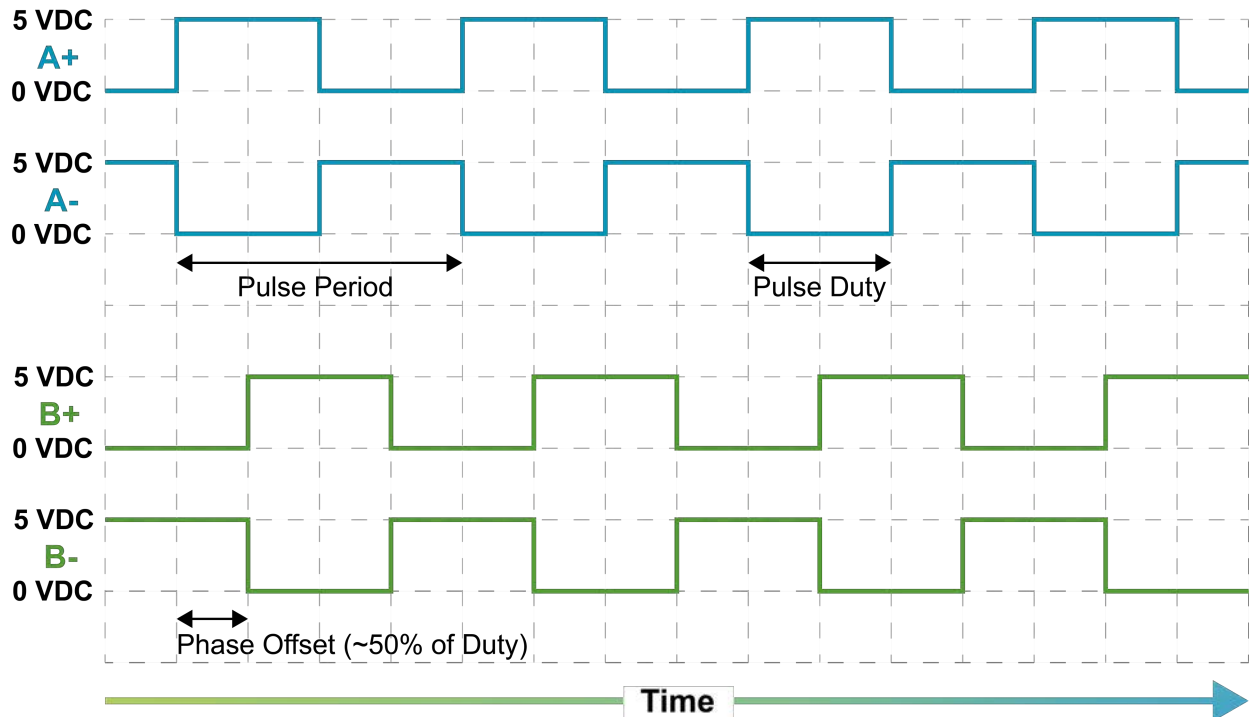 5 VDC
A+
0 VDC
5 VDC
A-
0 VDC
Pulse Period
Pulse Duty
5 VDC
B+
0 VDC
5 VDC
B-
0 VDC
Phase Offset (~50% of Duty)
Time